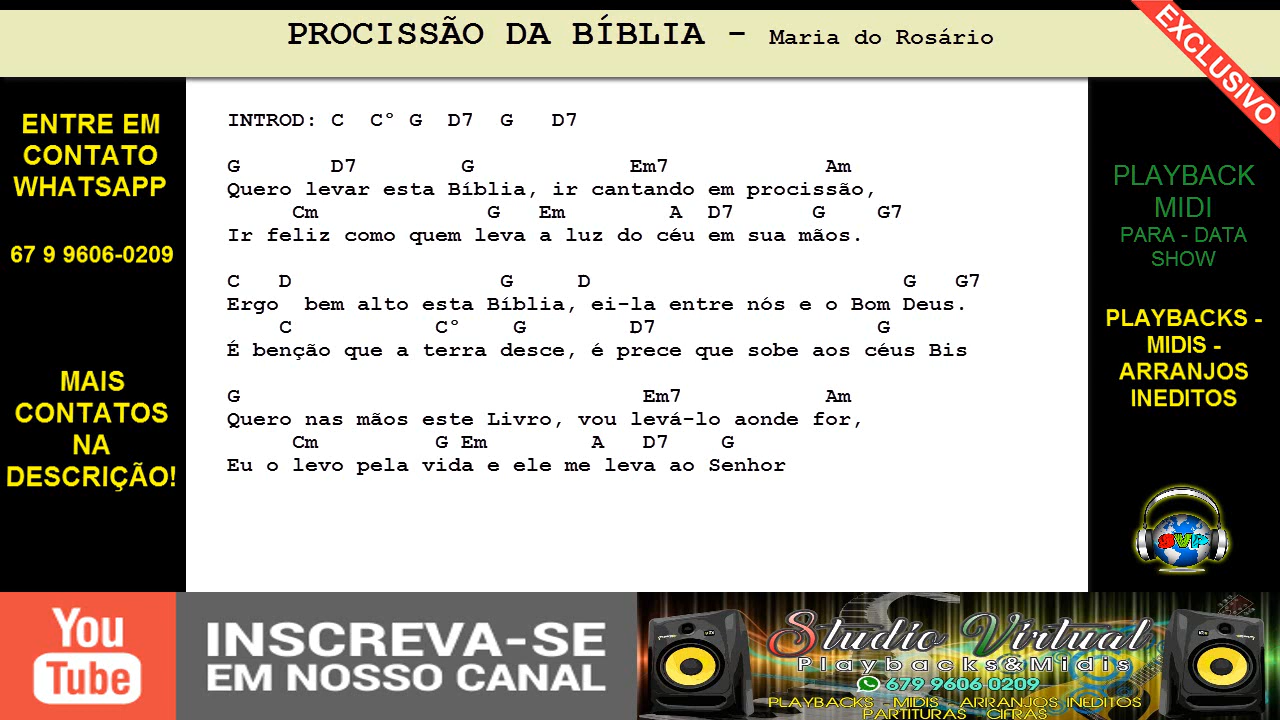 PROCISSÃO DA BÍBLIA - Maria do Rosário
EXCLUSIVO
ENTRE EM
CONTATO
WHATSAPP
67 9 9606-0209
MAIS
CONTATOS
NA
DESCRIÇÃO!
INTROD: C Cº G D7 G D7
G D7 G Em7 Am
Quero levar esta Bíblia, ir cantando em procissão,
Cm G Em A D7 G G7
Ir feliz como quem leva a luz do céu em sua mãos.
C D G D G G7
Ergo bem alto esta Bíblia, ei-la entre nós e o Bom Deus.
C Cº G D7 G
É benção que a terra desce, é prece que sobe aos céus Bis
G Em7 Am
Quero nas mãos este Livro, vou levá-lo aonde for,
Cm G Em A D7 G
Eu o levo pela vida e ele me leva ao Senhor
PLAYBACK
MIDI
PARA - DATA
SHOW
PLAYBACKS -
MIDIS -
ARRANJOS
INEDITOS
SVP
You
Tube
INSCREVA-SE
EM NOSSO CANAL
Studio Virtual
Playbacks&Midis
679 9606 0209
PLAYBACKS - MIDIS - ARRANJOS INEDITOS
PARTITURAS - CIFRAS